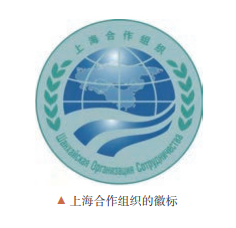 上海合作组织
Шанхайская Организация Сотрудничества
▲ 上海合作组织的徽标